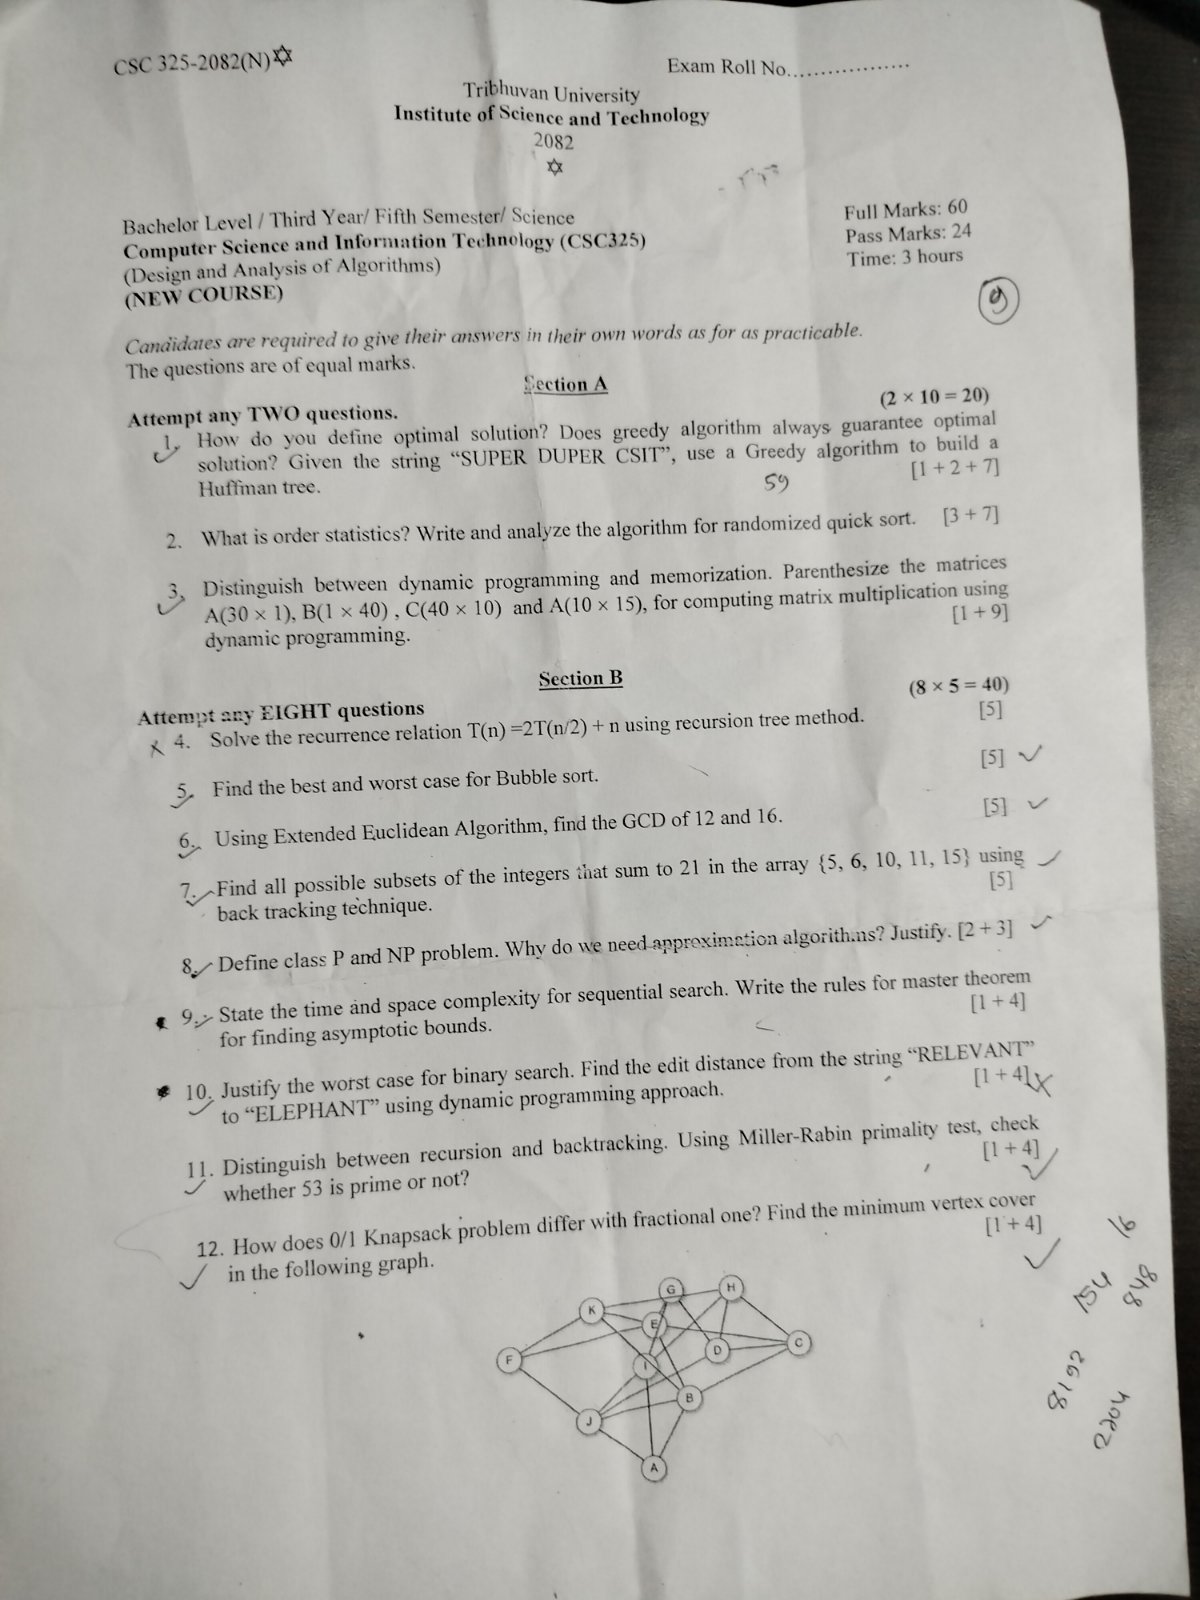 CSC 325-2082(N)✡
Exam Roll No..................
Tribhuvan University
Institute of Science and Technology
2082
✡
Bachelor Level / Third Year/ Fifth Semester/ Science
Full Marks: 60
Computer Science and Information Technology (CSC325)
Pass Marks: 24
(Design and Analysis of Algorithms)
Time: 3 hours
(NEW COURSE)
Candidates are required to give their answers in their own words as for as practicable.
The questions are of equal marks.
Section A
Attempt any TWO questions.
(2 × 10 = 20)
1. How do you define optimal solution? Does greedy algorithm always guarantee optimal
solution? Given the string “SUPER DUPER CSIT”, use a Greedy algorithm to build a
Huffman tree.
[1 + 2 + 7]
59
2. What is order statistics? Write and analyze the algorithm for randomized quick sort. [3 + 7]
3. Distinguish between dynamic programming and memorization. Parenthesize the matrices
A(30 × 1), B(1 × 40) , C(40 × 10) and A(10 × 15), for computing matrix multiplication using
dynamic programming.
[1 + 9]
Section B
Attempt any EIGHT questions
(8 × 5 = 40)
4. Solve the recurrence relation T(n) =2T(n/2) + n using recursion tree method.
[5]
5. Find the best and worst case for Bubble sort.
[5]
6. Using Extended Euclidean Algorithm, find the GCD of 12 and 16.
[5]
7. Find all possible subsets of the integers that sum to 21 in the array {5, 6, 10, 11, 15} using
back tracking technique.
[5]
8. Define class P and NP problem. Why do we need approximation algorithms? Justify. [2 + 3]
9. State the time and space complexity for sequential search. Write the rules for master theorem
for finding asymptotic bounds.
[1 + 4]
10. Justify the worst case for binary search. Find the edit distance from the string “RELEVANT”
to “ELEPHANT” using dynamic programming approach.
[1 + 4]
11. Distinguish between recursion and backtracking. Using Miller-Rabin primality test, check
whether 53 is prime or not?
[1 + 4]
12. How does 0/1 Knapsack problem differ with fractional one? Find the minimum vertex cover
in the following graph.
[1 + 4]
G
H
K
E
F
I
D
C
J
B
A
16
154
848
8192
2204